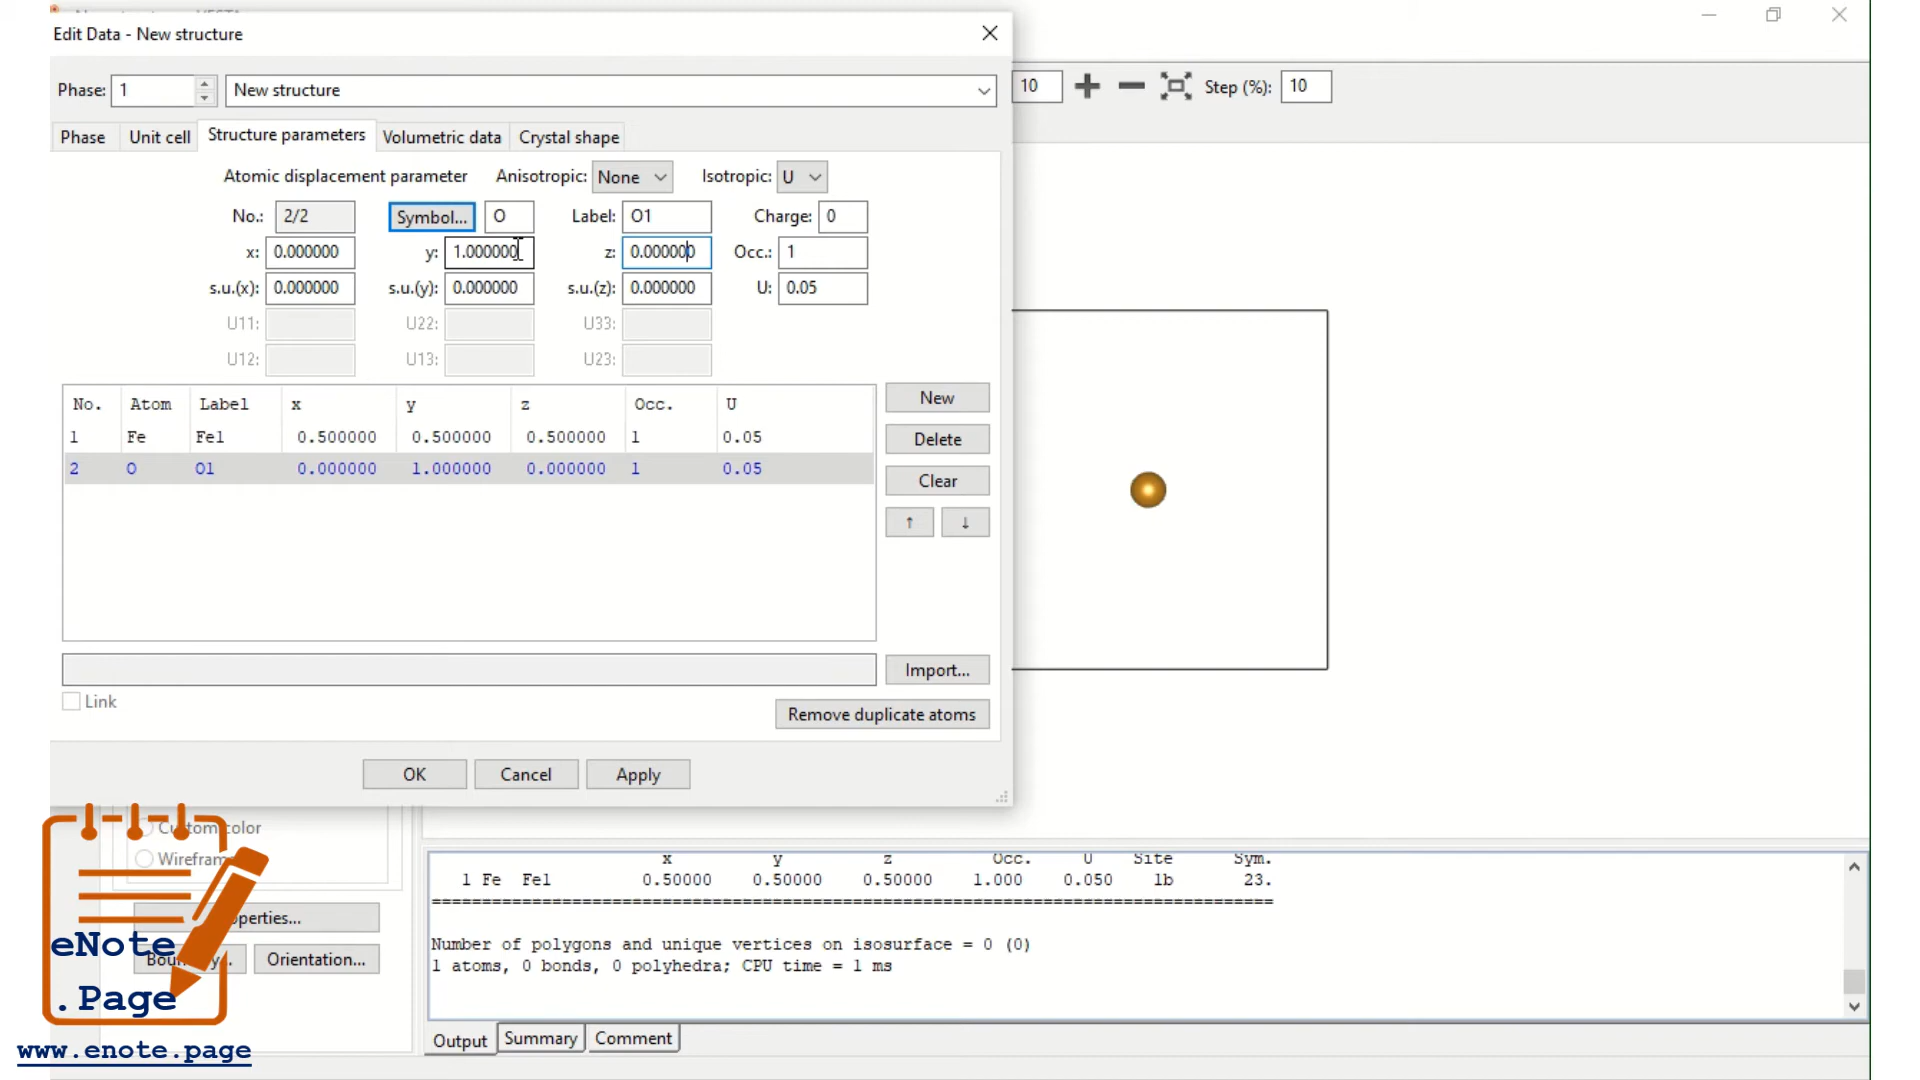 Edit Data - New structure
Phase: 1 New structure
10 Step (%): 10
Phase Unit cell Structure parameters Volumetric data Crystal shape
Atomic displacement parameter Anisotropic: None Isotropic: U
No.: 2/2 Symbol... O Label: O1 Charge: 0
x: 0.000000 y: 1.000000 z: 0.000000 Occ.: 1
s.u.(x): 0.000000 s.u.(y): 0.000000 s.u.(z): 0.000000 U: 0.05
U11: U22: U33:
U12: U13: U23:
No. Atom Label x y z Occ. U
1 Fe Fe1 0.500000 0.500000 0.500000 1 0.05
2 O O1 0.000000 1.000000 0.000000 1 0.05
New
Delete
Clear
↑ ↓
Import...
Link
Remove duplicate atoms
OK Cancel Apply
Custom color
Wirefram
x y z Occ. U Site Sym.
1 Fe Fe1 0.50000 0.50000 0.50000 1.000 0.050 1b 23.
==================================================================
Number of polygons and unique vertices on isosurface = 0 (0)
1 atoms, 0 bonds, 0 polyhedra; CPU time = 1 ms
Orientation...
Output Summary Comment
eNote
.Page
www.enote.page